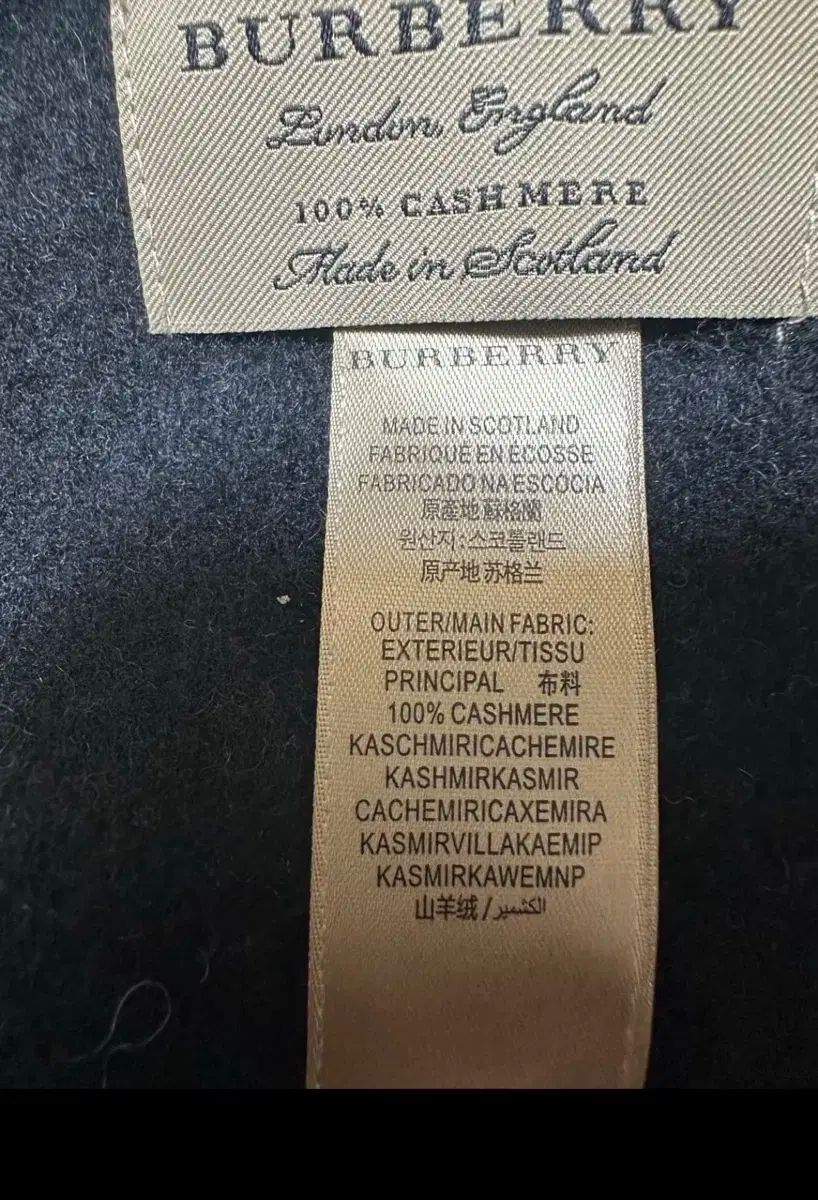 BURBERRY
London, England
100% CASHMERE
Made in Scotland
BURBERRY
MADE IN SCOTLAND
FABRIQUE EN ECOSSE
FABRICADO NA ESCOCIA
原產地 蘇格蘭
원산지:스코틀랜드
原产地 苏格兰
OUTER/MAIN FABRIC:
EXTERIEUR/TISSU
PRINCIPAL 布料
100% CASHMERE
KASCHMIRICACHEMIRE
KASHMIRKASMIR
CACHEMIRICAXEMIRA
KASMIRVILLAKAEMIP
KASMIRKAWEMNP
山羊绒 / الكشمير